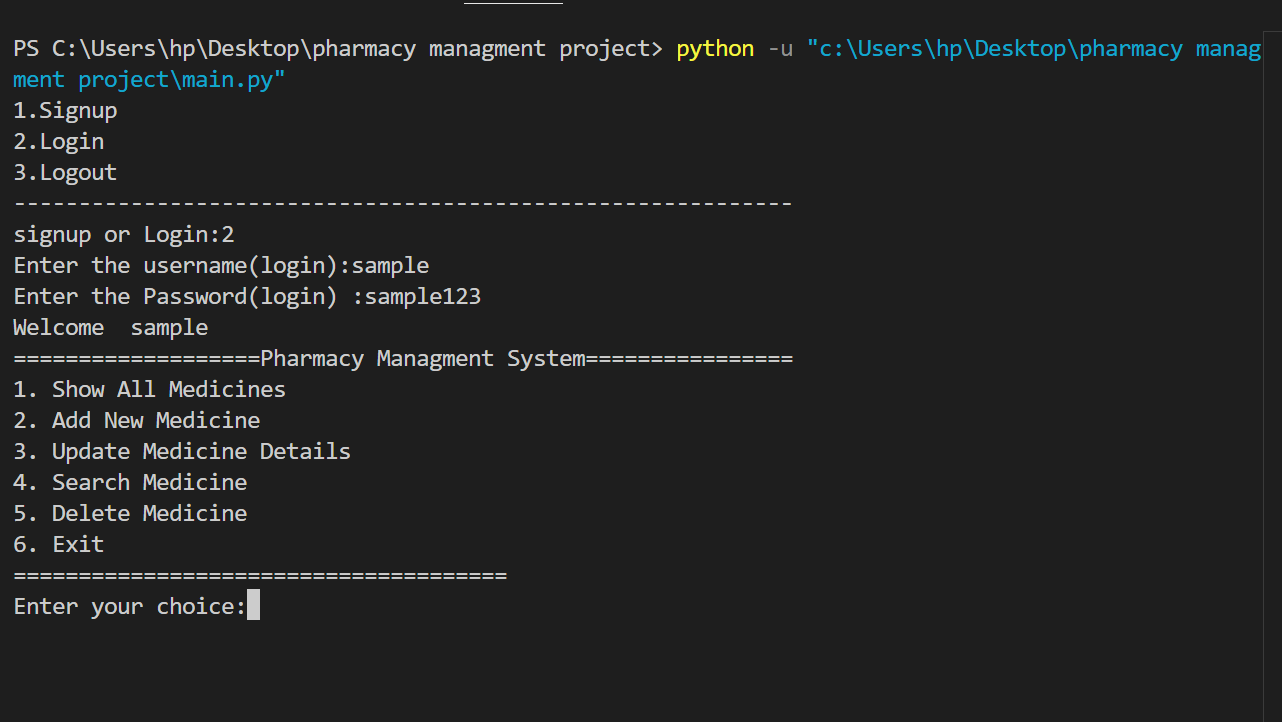 PS C:\Users\hp\Desktop\pharmacy managment project> python -u "c:\Users\hp\Desktop\pharmacy manag
ment project\main.py"
1.Signup
2.Login
3.Logout
------------------------------------------------------------
signup or Login:2
Enter the username(login):sample
Enter the Password(login) :sample123
Welcome  sample
===================Pharmacy Managment System================
1. Show All Medicines
2. Add New Medicine
3. Update Medicine Details
4. Search Medicine
5. Delete Medicine
6. Exit
======================================
Enter your choice: